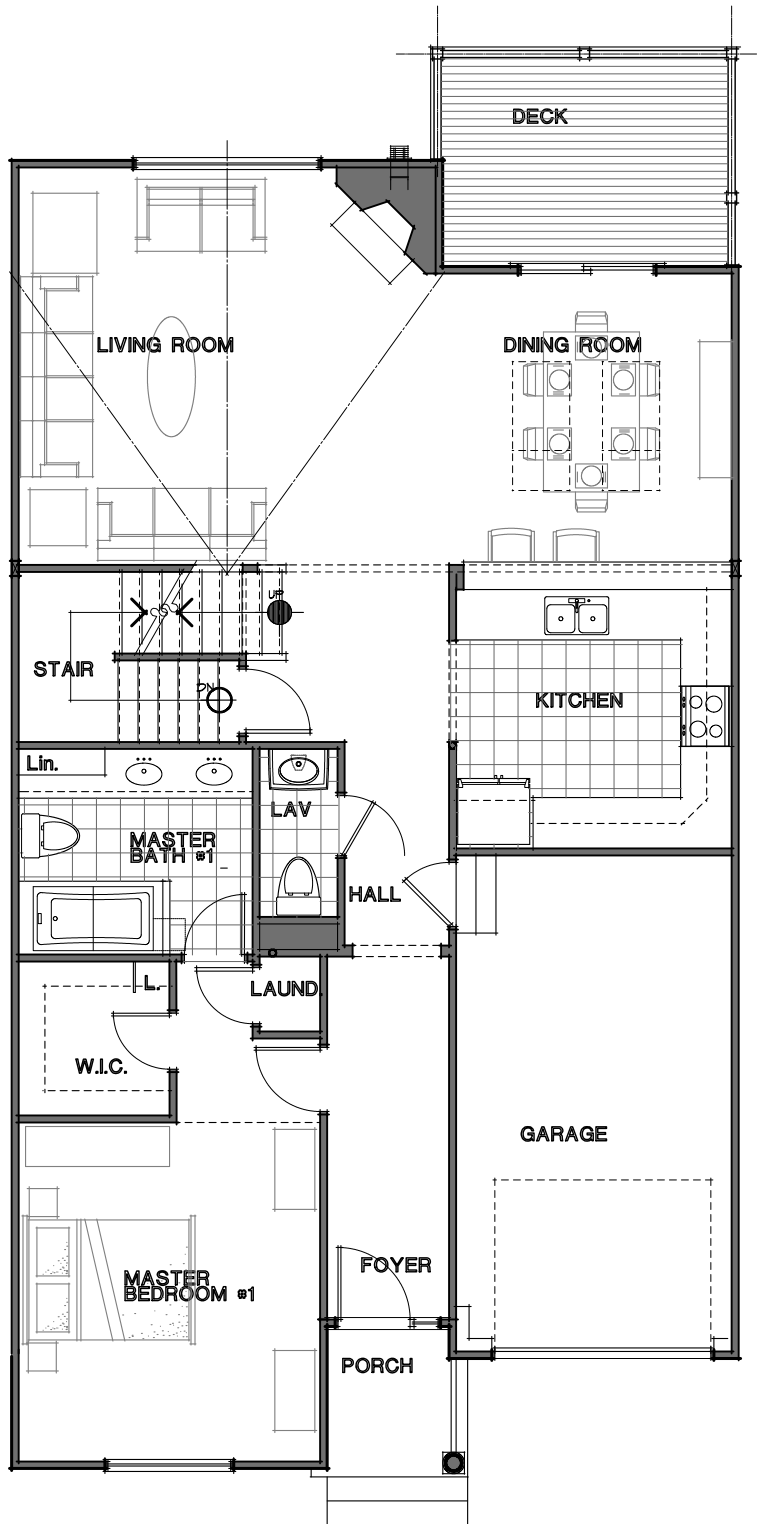 DECK
LIVING ROOM
DINING ROOM
UP
STAIR
DN
KITCHEN
Lin.
LAV
MASTER
BATH #1
HALL
L.
LAUND.
W.I.C.
GARAGE
FOYER
MASTER
BEDROOM #1
PORCH